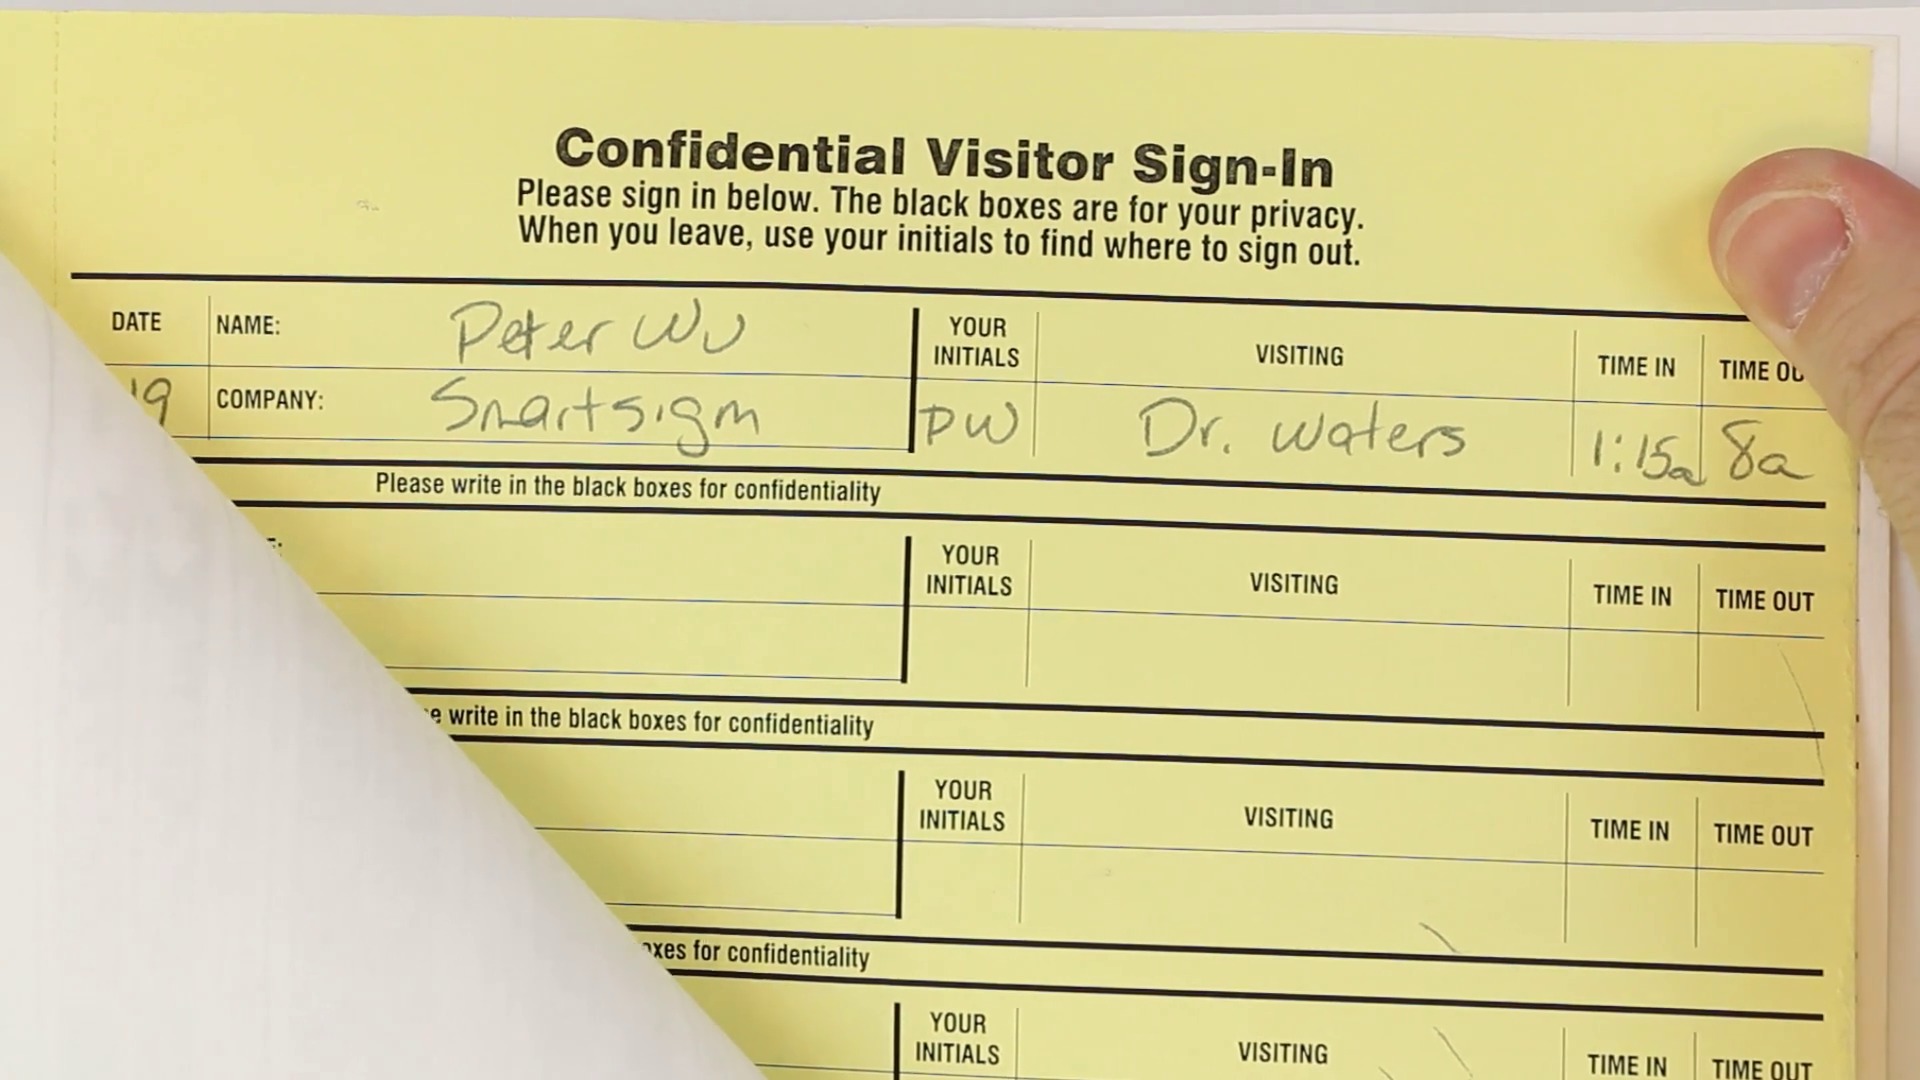 Confidential Visitor Sign-In
Please sign in below. The black boxes are for your privacy.
When you leave, use your initials to find where to sign out.
DATE NAME: Peter Wu YOUR INITIALS VISITING TIME IN TIME OU
19 COMPANY: Smartsign PW Dr. Waters 1:15a 8a
Please write in the black boxes for confidentiality
YOUR INITIALS VISITING TIME IN TIME OUT
write in the black boxes for confidentiality
YOUR INITIALS VISITING TIME IN TIME OUT
oxes for confidentiality
YOUR INITIALS VISITING TIME IN TIME OUT